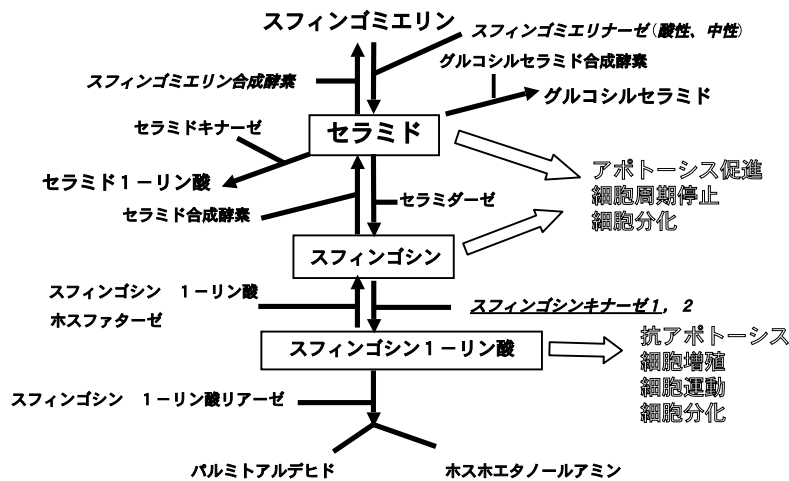 スフィンゴミエリン
スフィンゴミエリナーゼ(酸性、中性)
グルコシルセラミド合成酵素
スフィンゴミエリン合成酵素
グルコシルセラミド
セラミドキナーゼ
セラミド
アポトーシス促進
細胞周期停止
細胞分化
セラミド１－リン酸
セラミダーゼ
セラミド合成酵素
スフィンゴシン
スフィンゴシン　１－リン酸
ホスファターゼ
スフィンゴシンキナーゼ１，２
スフィンゴシン１－リン酸
抗アポトーシス
細胞増殖
細胞運動
細胞分化
スフィンゴシン　１－リン酸リアーゼ
パルミトアルデヒド
ホスホエタノールアミン